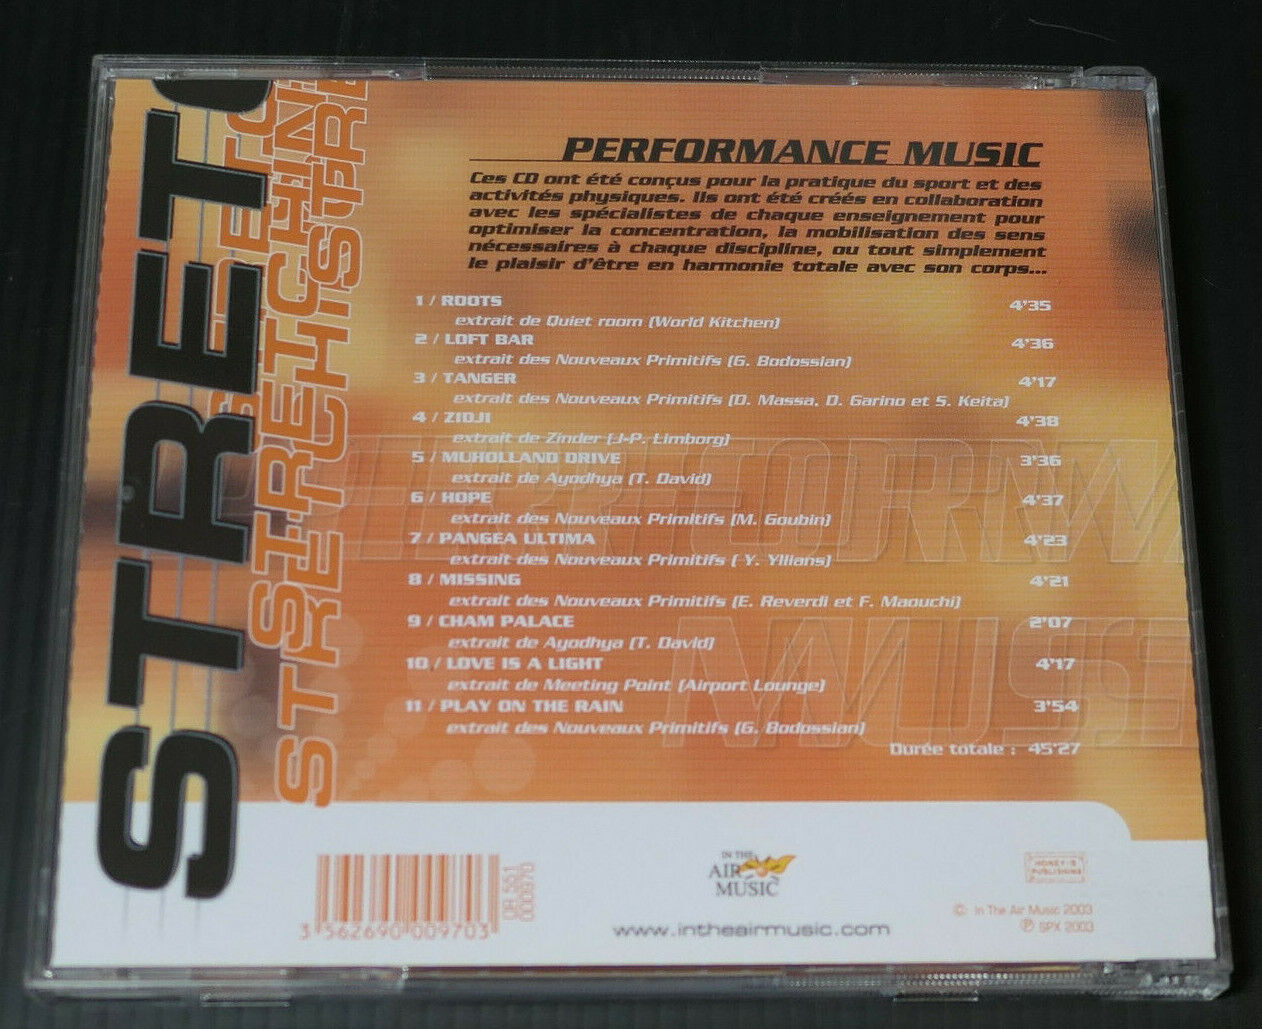 STRETC
STRETC
STRETCHIN
STRETCHISTRE
PERFORMANCE MUSIC
Ces CD ont été conçus pour la pratique du sport et des
activités physiques. Ils ont été créés en collaboration
avec les spécialistes de chaque enseignement pour
optimiser la concentration, la mobilisation des sens
nécessaires à chaque discipline, ou tout simplement
le plaisir d'être en harmonie totale avec son corps...
1 / ROOTS 4'35
extrait de Quiet room (World Kitchen)
2 / LOFT BAR 4'36
extrait des Nouveaux Primitifs (G. Bodossian)
3 / TANGER 4'17
extrait des Nouveaux Primitifs (D. Massa, D. Garino et S. Keita)
4 / ZIDJI 4'38
extrait de Zinder (J-P. Limborg)
5 / MUHOLLAND DRIVE 3'36
extrait de Ayodhya (T. David)
6 / HOPE 4'37
extrait des Nouveaux Primitifs (M. Goubin)
7 / PANGEA ULTIMA 4'23
extrait des Nouveaux Primitifs ( Y. Yllians)
8 / MISSING 4'21
extrait des Nouveaux Primitifs (E. Reverdi et F. Maouchi)
9 / CHAM PALACE 2'07
extrait de Ayodhya (T. David)
10 / LOVE IS A LIGHT 4'17
extrait de Meeting Point (Airport Lounge)
11 / PLAY ON THE RAIN 3'54
extrait des Nouveaux Primitifs (G. Bodossian)
Durée totale : 45'27
3 562690 009703
OB 551
000970
IN THE
AIR
MUSIC
www.intheairmusic.com
HONEY-B
PUBLISHING
© In The Air Music 2003
℗ SPX 2003